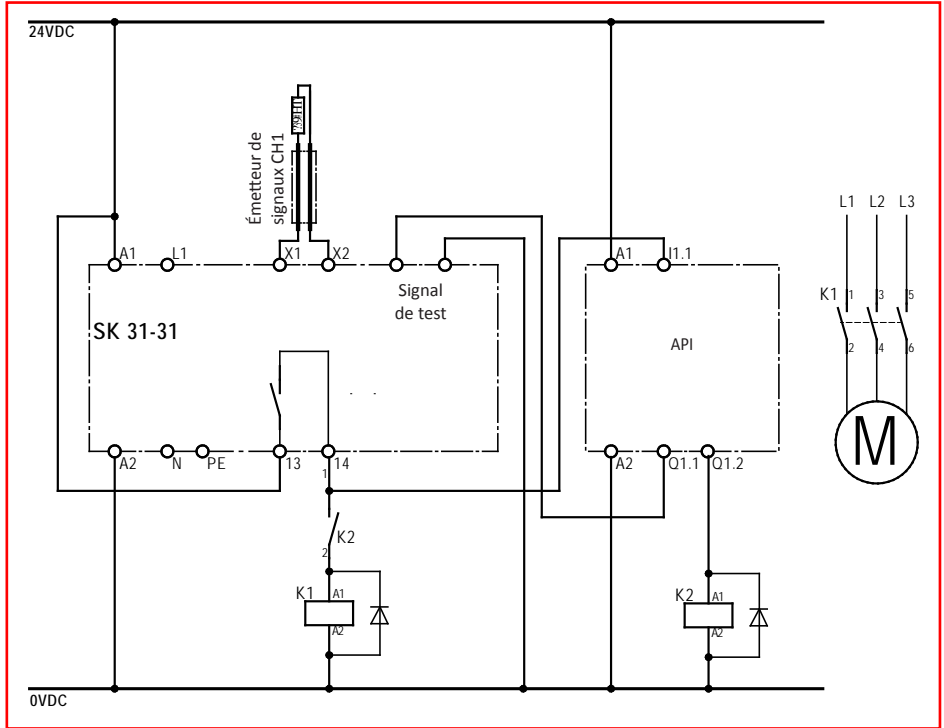 24VDC
Émetteur de
signaux CH1
L1 L2 L3
A1 L1 X1 X2 A1 I1.1
Signal
de test
SK 31-31
API
K1 1 3 5
2 4 6
M
A2 N PE 13 14 A2 Q1.1 Q1.2
1
K2
2
K1 A1
A2
K2 A1
A2
0VDC